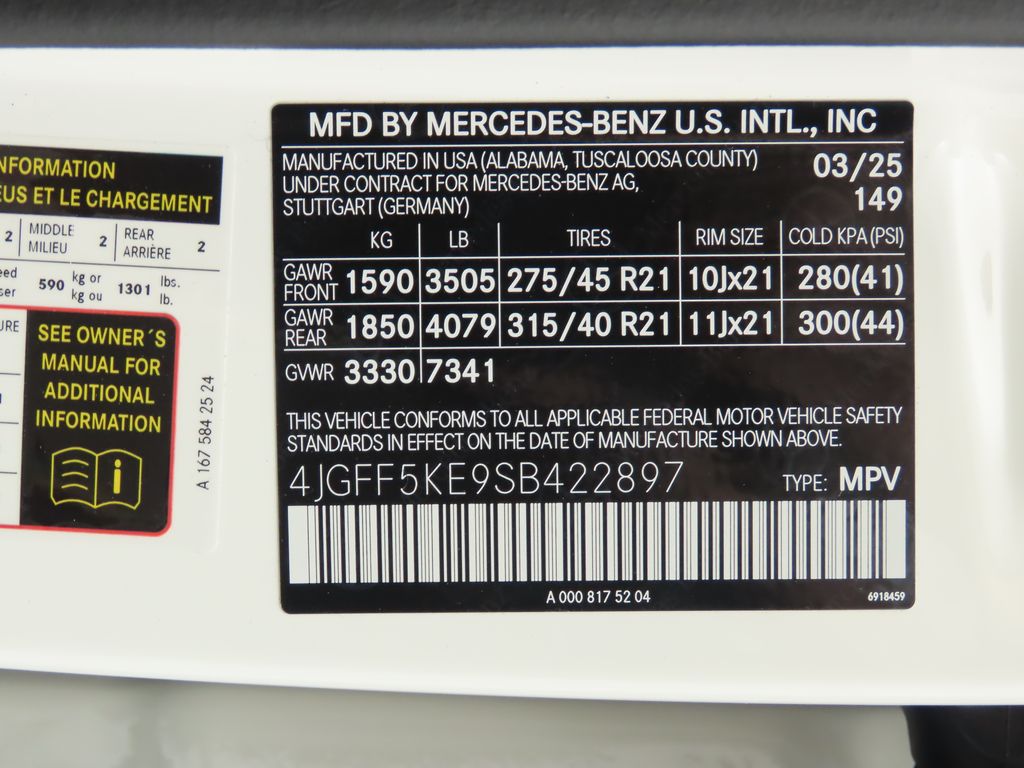 NFORMATION
EUS ET LE CHARGEMENT
2 MIDDLE MILIEU 2 REAR ARRIÈRE 2
590 kg or kg ou 1301 lbs. lb.
SEE OWNER´S
MANUAL FOR
ADDITIONAL
INFORMATION
A 167 584 25 24
MFD BY MERCEDES-BENZ U.S. INTL., INC
MANUFACTURED IN USA (ALABAMA, TUSCALOOSA COUNTY) 03/25
UNDER CONTRACT FOR MERCEDES-BENZ AG,
STUTTGART (GERMANY) 149
KG LB TIRES RIM SIZE COLD KPA (PSI)
GAWR FRONT 1590 3505 275/45 R21 10Jx21 280(41)
GAWR REAR 1850 4079 315/40 R21 11Jx21 300(44)
GVWR 3330 7341
THIS VEHICLE CONFORMS TO ALL APPLICABLE FEDERAL MOTOR VEHICLE SAFETY
STANDARDS IN EFFECT ON THE DATE OF MANUFACTURE SHOWN ABOVE.
4JGFF5KE9SB422897 TYPE: MPV
A 000 817 52 04 6918459